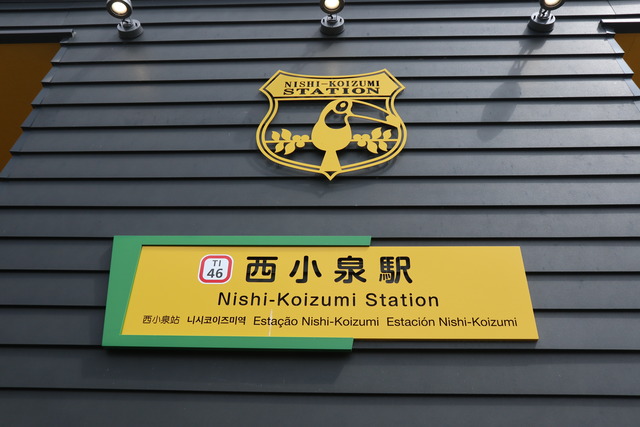 NISHI-KOIZUMI
STATION
TI
46
西小泉駅
Nishi-Koizumi Station
西小泉站 니시코이즈미역 Estação Nishi-Koizumi Estación Nishi-Koizumi